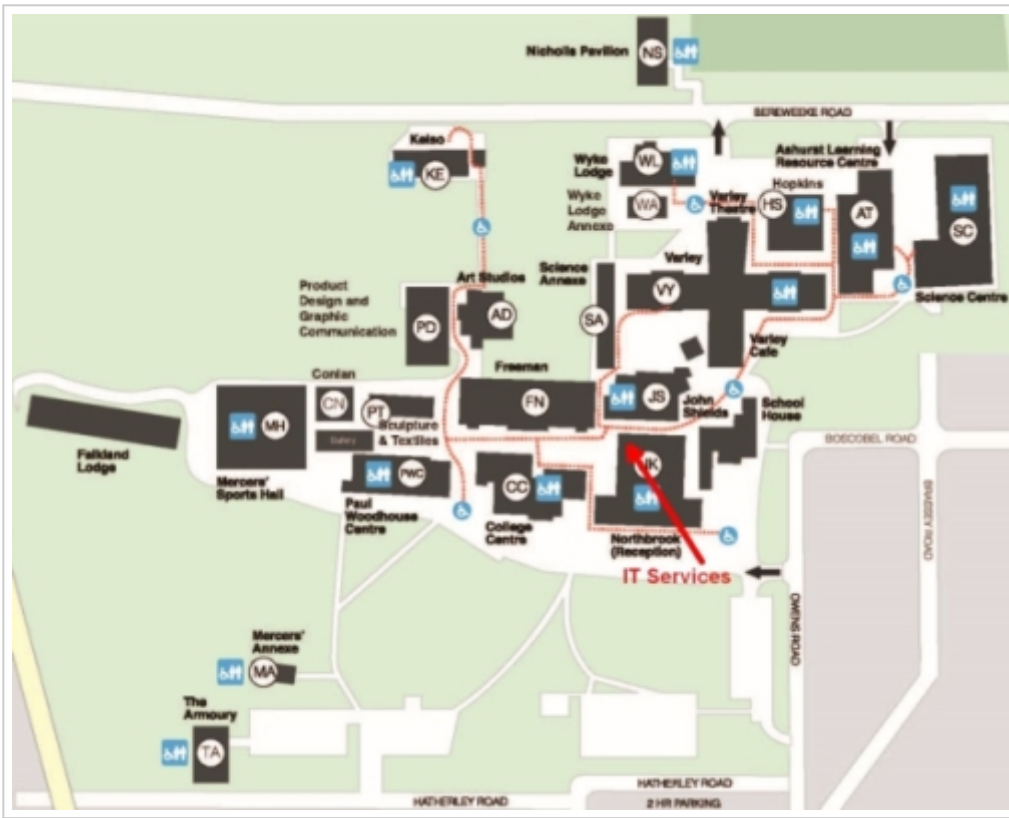 Nicholls Pavilion
NS
BEREWEEKE ROAD
Kelso
KE
Wyke
Lodge
WL
Wyke
Lodge
Annexe
WA
Varley
Theatre
Hopkins
HS
Ashurst Learning
Resource Centre
AT
SC
Science Centre
Science
Annexe
SA
Varley
VY
Varley
Cafe
Art Studios
AD
Product
Design and
Graphic
Communication
PD
Freeman
FN
JS
John
Shields
School
House
BOSCOBEL ROAD
BRASSEY ROAD
Conlan
CN
PT
Sculpture
& Textiles
Gallery
MH
Mercers'
Sports Hall
Falkland
Lodge
PWC
Paul
Woodhouse
Centre
CC
College
Centre
Northbrook
(Reception)
IT Services
OWENS ROAD
Mercers'
Annexe
MA
The
Armoury
TA
HATHERLEY ROAD
HATHERLEY ROAD
2 HR PARKING